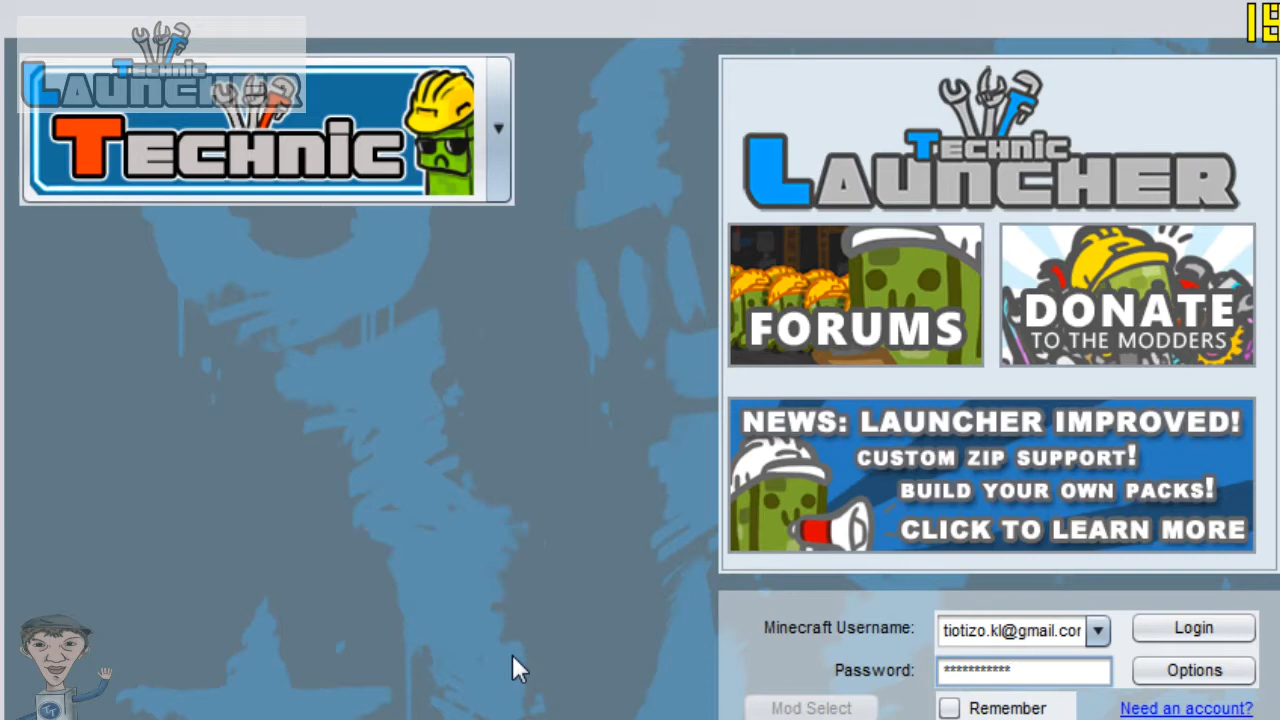 TECHNIC
LAUNCHER
TECHNIC
TECHNIC
LAUNCHER
FORUMS
DONATE
TO THE MODDERS
NEWS: LAUNCHER IMPROVED!
CUSTOM ZIP SUPPORT!
BUILD YOUR OWN PACKS!
CLICK TO LEARN MORE
Minecraft Username:
tiotizo.kl@gmail.cor
Login
Password:
***********
Options
Mod Select
Remember
Need an account?